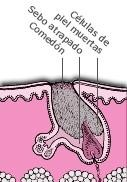 Células de
piel muertas
Sebo atrapado
Comedón